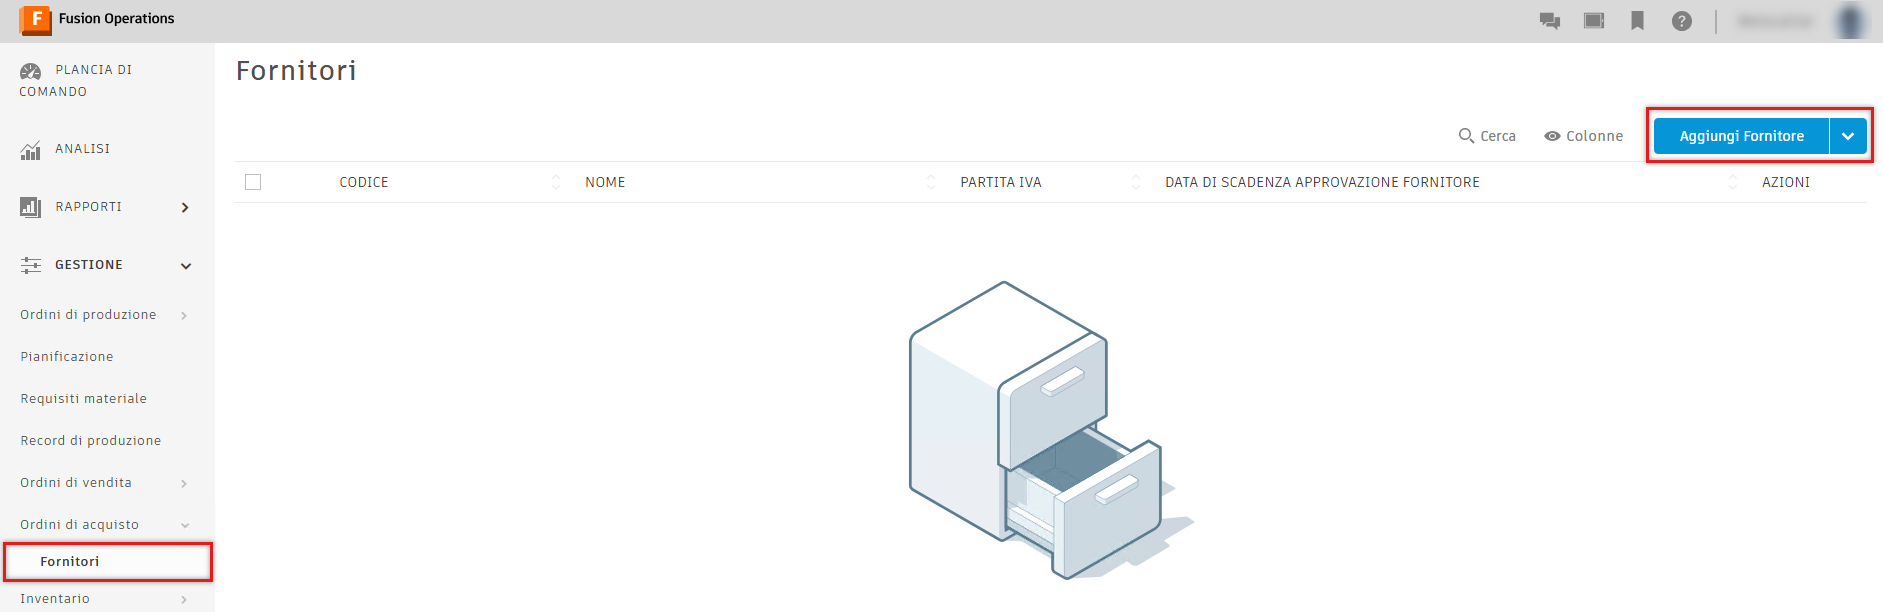 F Fusion Operations
?
PLANCIA DI
COMANDO
ANALISI
RAPPORTI
GESTIONE
Ordini di produzione
Pianificazione
Requisiti materiale
Record di produzione
Ordini di vendita
Ordini di acquisto
Fornitori
Inventario
Fornitori
Cerca Colonne Aggiungi Fornitore
CODICE NOME PARTITA IVA DATA DI SCADENZA APPROVAZIONE FORNITORE AZIONI